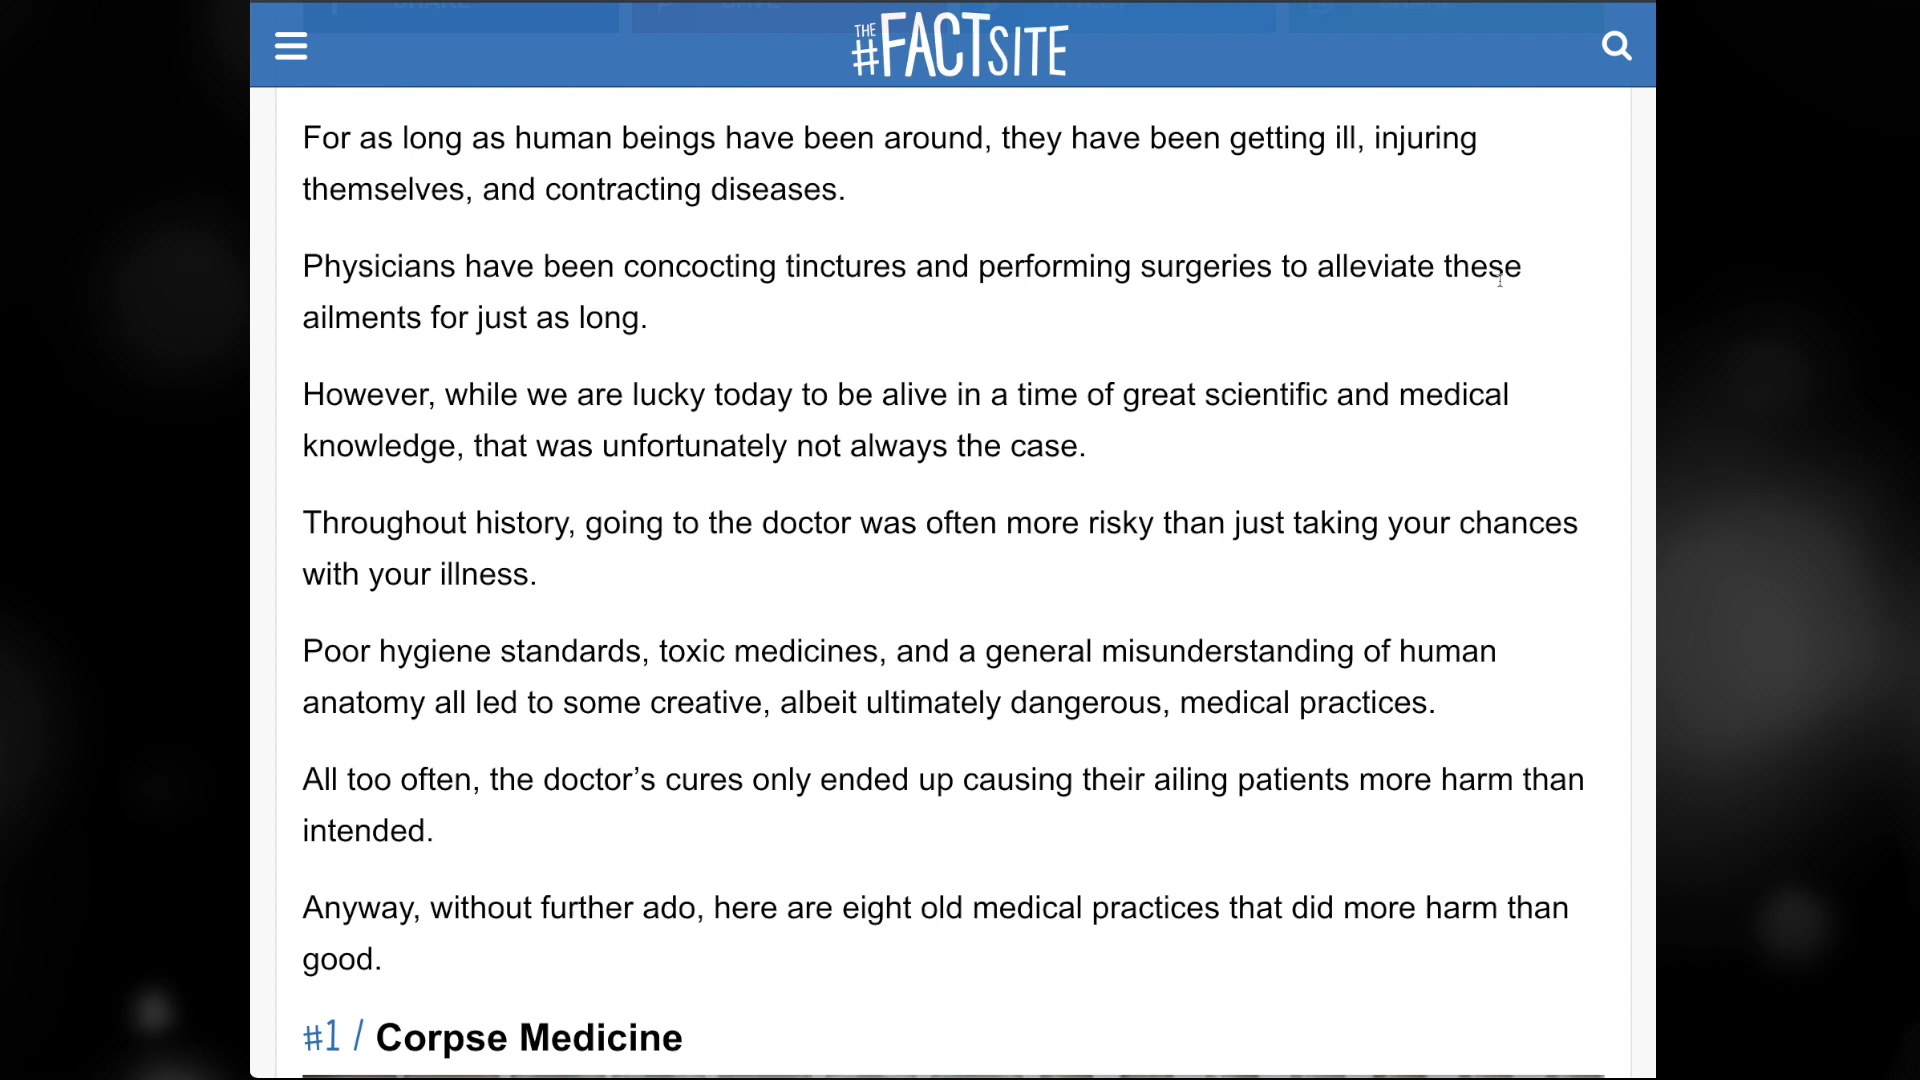 THE
#FACTSITE
For as long as human beings have been around, they have been getting ill, injuring
themselves, and contracting diseases.
Physicians have been concocting tinctures and performing surgeries to alleviate these
ailments for just as long.
However, while we are lucky today to be alive in a time of great scientific and medical
knowledge, that was unfortunately not always the case.
Throughout history, going to the doctor was often more risky than just taking your chances
with your illness.
Poor hygiene standards, toxic medicines, and a general misunderstanding of human
anatomy all led to some creative, albeit ultimately dangerous, medical practices.
All too often, the doctor’s cures only ended up causing their ailing patients more harm than
intended.
Anyway, without further ado, here are eight old medical practices that did more harm than
good.
#1 / Corpse Medicine